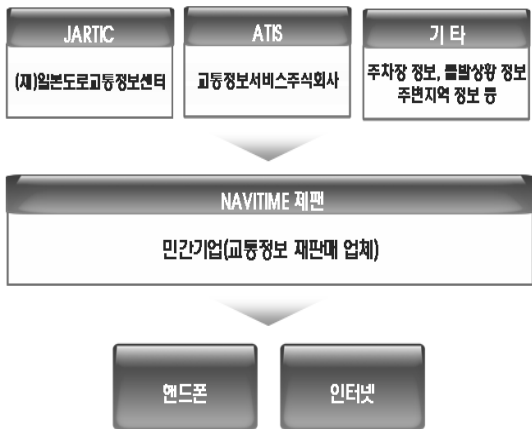 JARTIC
(재)일본도로교통정보센터
ATIS
교통정보서비스주식회사
기 타
주차장 정보, 돌발상황 정보
주변지역 정보 등
NAVITIME 제팬
민간기업(교통정보 재판매 업체)
핸드폰
인터넷